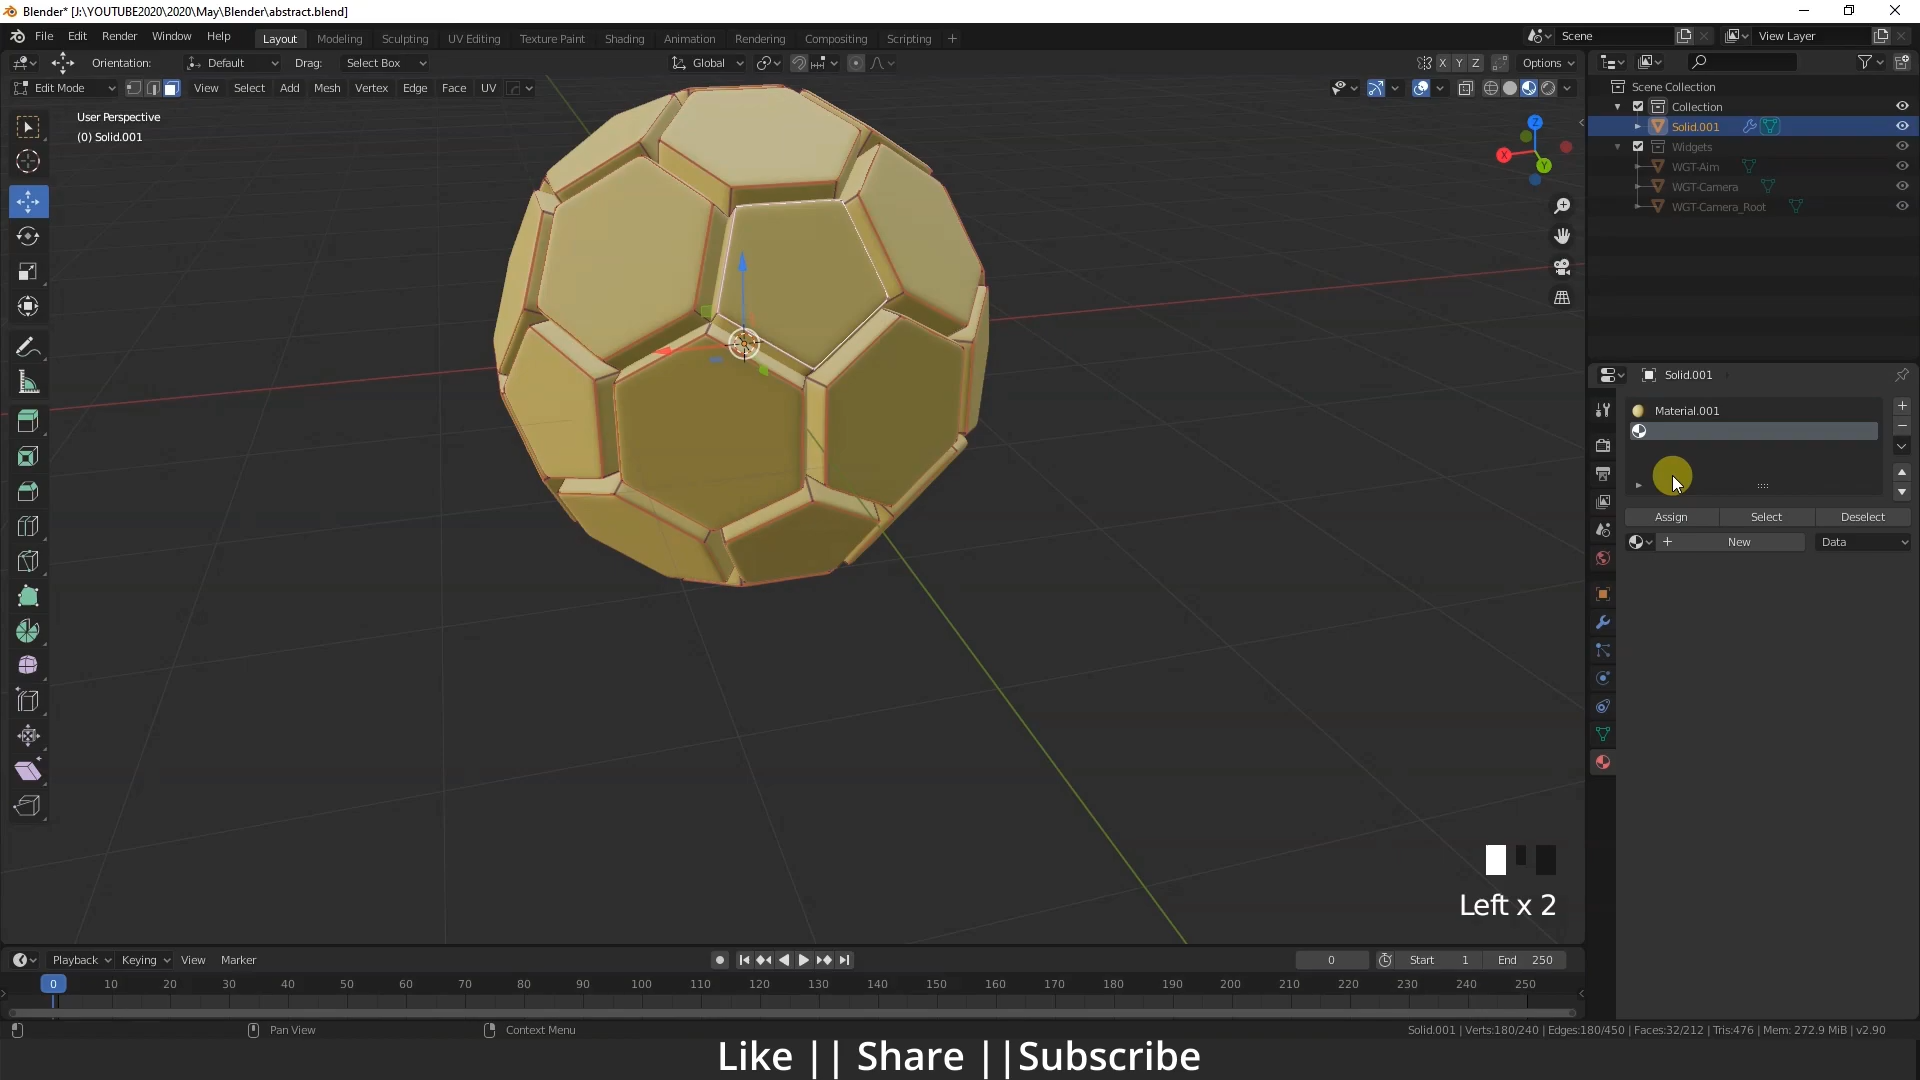 Blender* [J:\YOUTUBE2020\2020\May\Blender\abstract.blend]
File Edit Render Window Help Layout Modeling Sculpting UV Editing Texture Paint Shading Animation Rendering Compositing Scripting + Scene View Layer
Orientation: Default Drag: Select Box Global X Y Z Options
Edit Mode View Select Add Mesh Vertex Edge Face UV
User Perspective
(0) Solid.001
Z
X
Y
Scene Collection
Collection
Solid.001
Widgets
WGT-Aim
WGT-Camera
WGT-Camera_Root
Solid.001
Material.001
Assign Select Deselect
New Data
Left x 2
Playback Keying View Marker 0 Start 1 End 250
0 10 20 30 40 50 60 70 80 90 100 110 120 130 140 150 160 170 180 190 200 210 220 230 240 250
Pan View Context Menu Solid.001 | Verts:180/240 | Edges:180/450 | Faces:32/212 | Tris:476 | Mem: 272.9 MiB | v2.90
Like || Share ||Subscribe